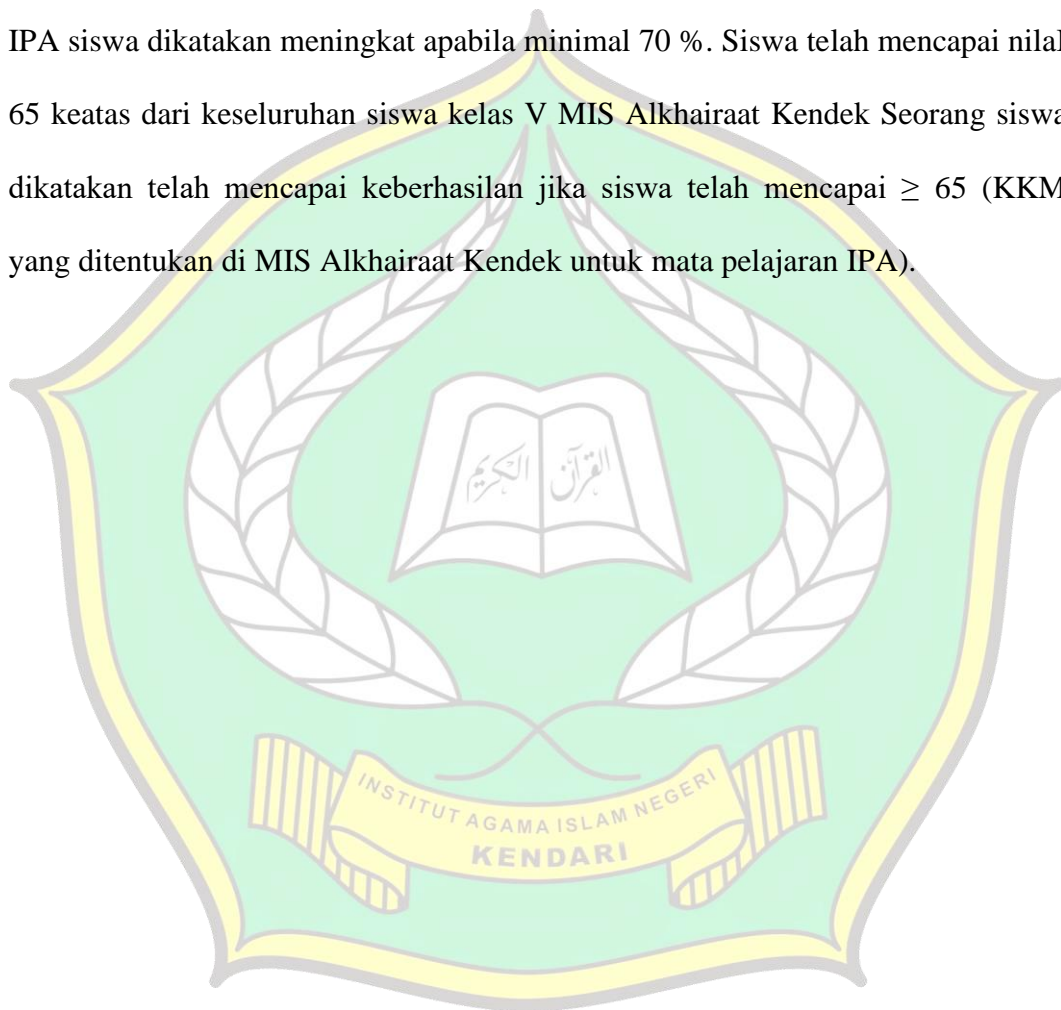 IPA siswa dikatakan meningkat apabila minimal 70 %. Siswa telah mencapai nilaI
65 keatas dari keseluruhan siswa kelas V MIS Alkhairaat Kendek Seorang siswa
dikatakan telah mencapai keberhasilan jika siswa telah mencapai ≥ 65 (KKM
yang ditentukan di MIS Alkhairaat Kendek untuk mata pelajaran IPA).
القرآن الكريم
INSTITUT AGAMA ISLAM NEGERI
KENDARI